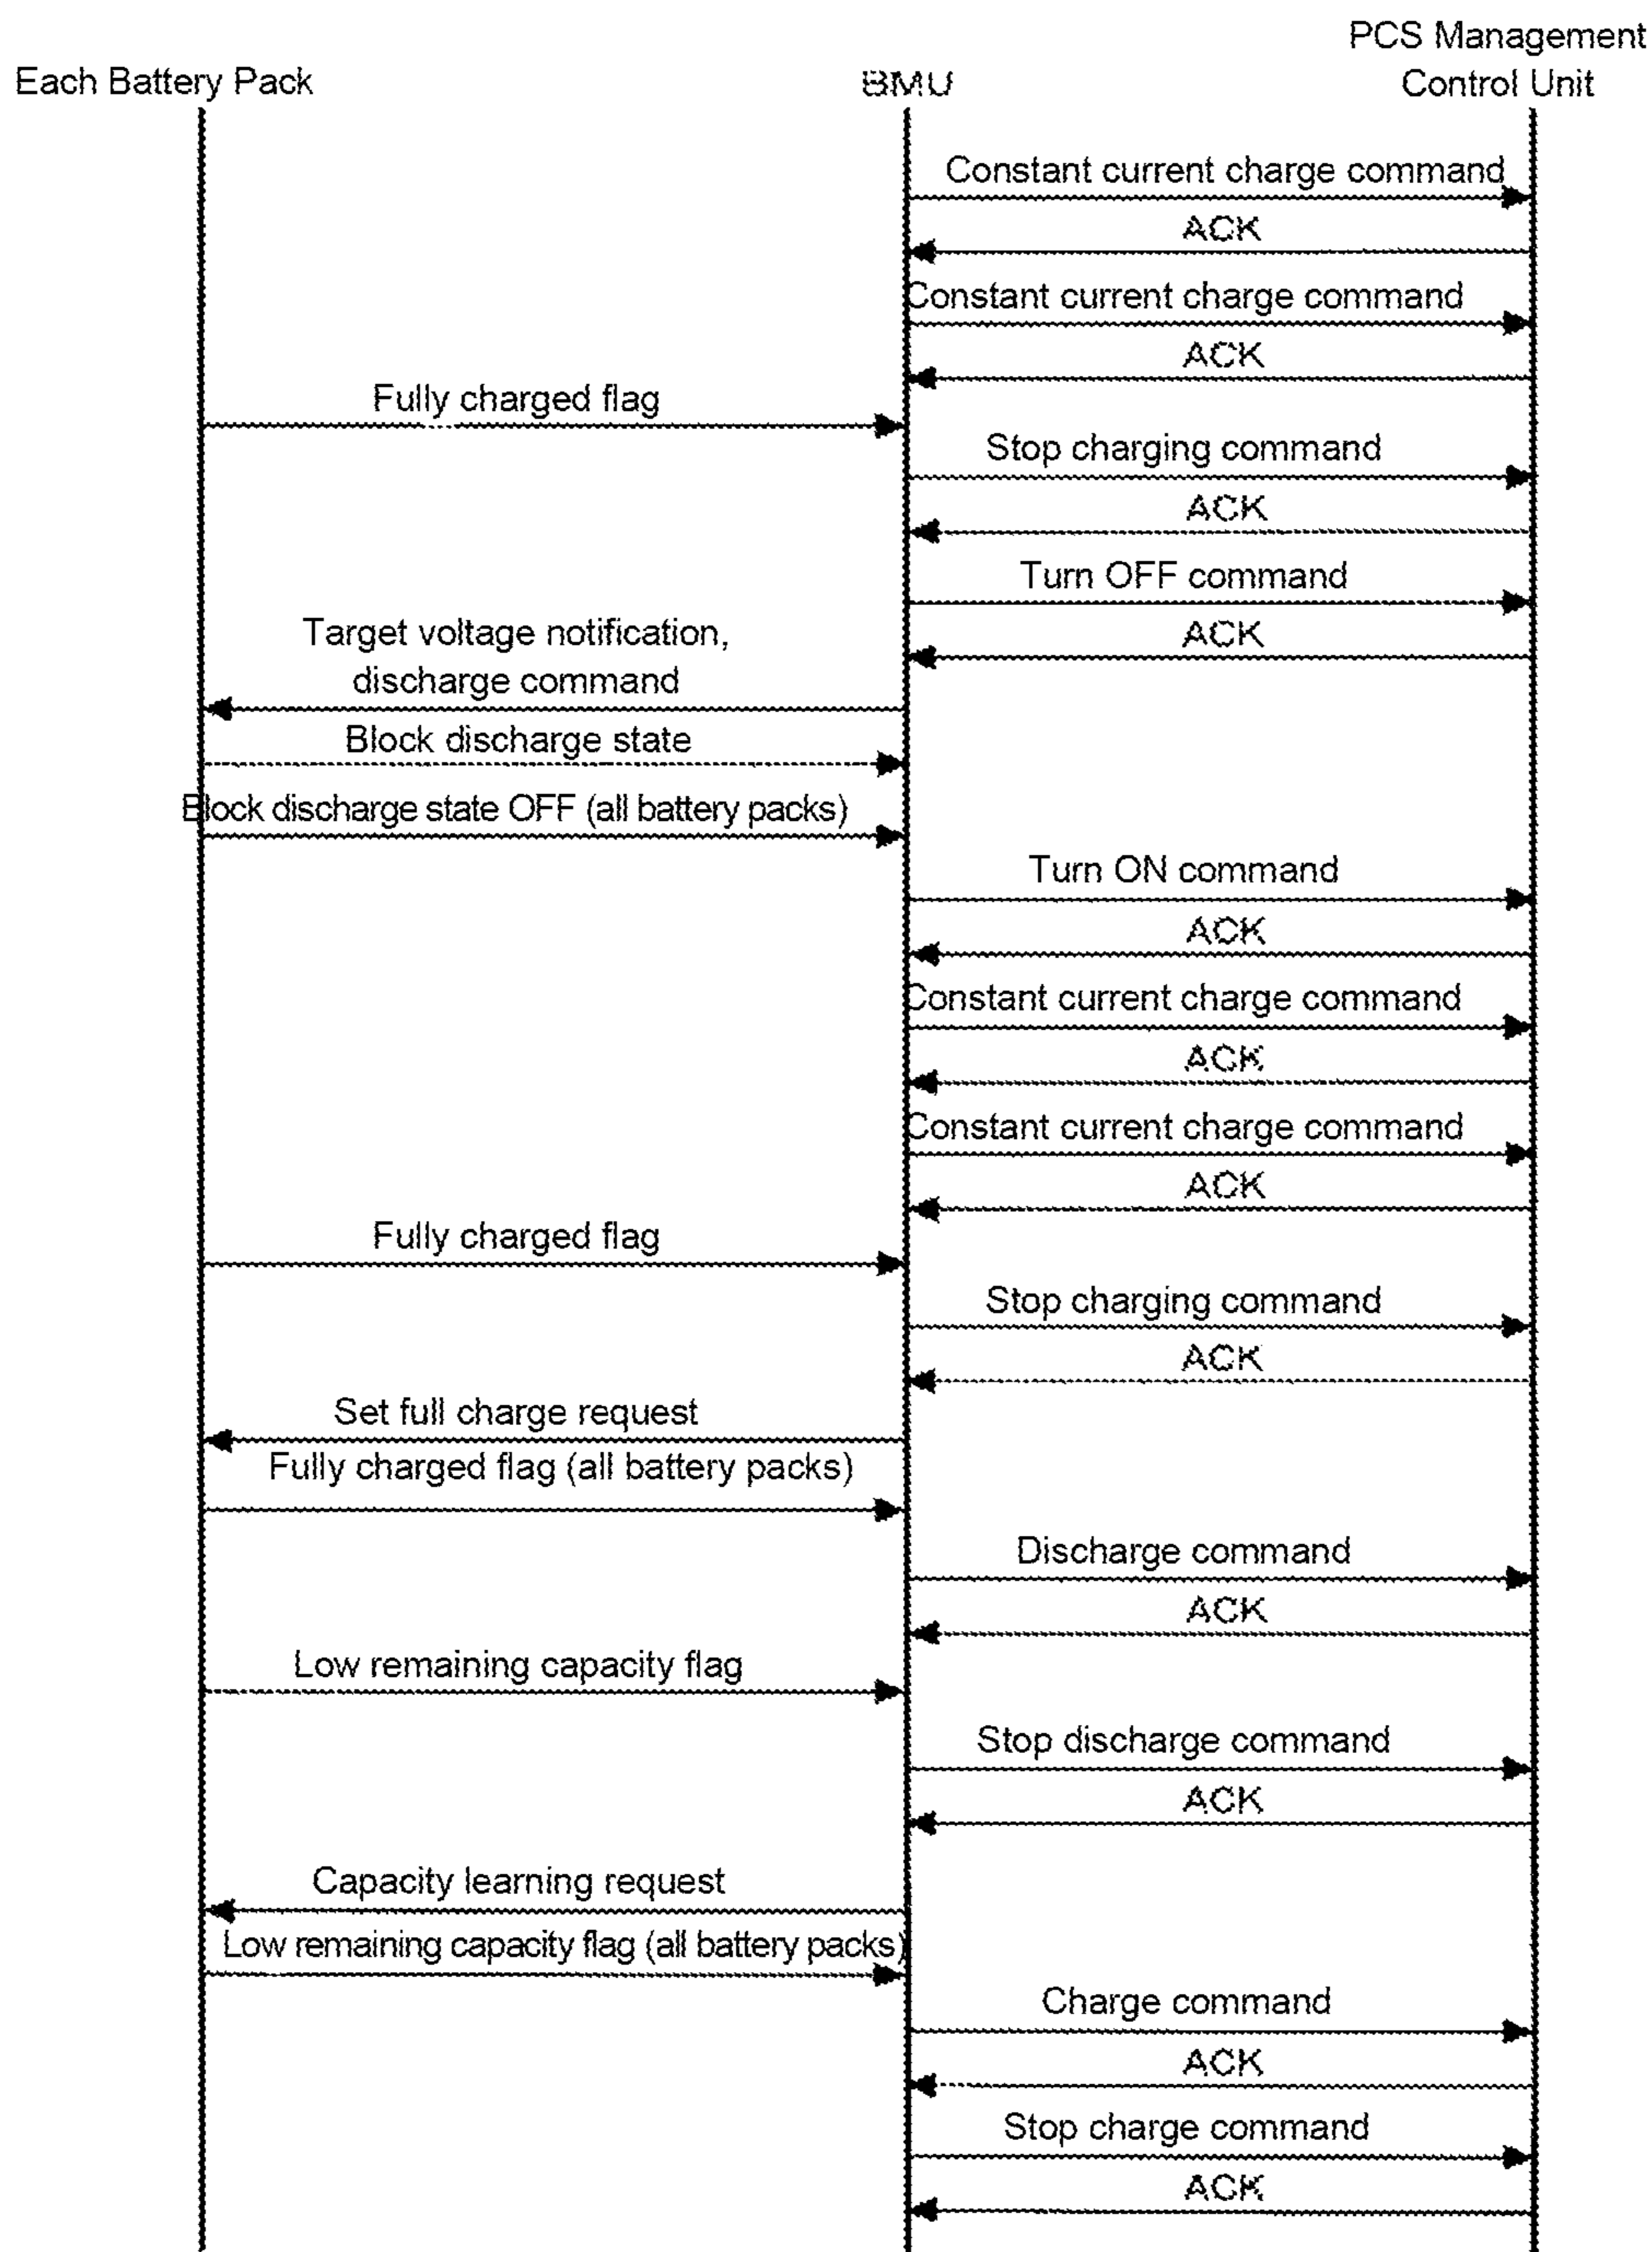 PCS Management
Control Unit
Each Battery Pack
BMU
Constant current charge command
ACK
Constant current charge command
ACK
Fully charged flag
Stop charging command
ACK
Turn OFF command
ACK
Target voltage notification,
discharge command
Block discharge state
Block discharge state OFF (all battery packs)
Turn ON command
ACK
Constant current charge command
ACK
Constant current charge command
ACK
Fully charged flag
Stop charging command
ACK
Set full charge request
Fully charged flag (all battery packs)
Discharge command
ACK
Low remaining capacity flag
Stop discharge command
ACK
Capacity learning request
Low remaining capacity flag (all battery packs)
Charge command
ACK
Stop charge command
ACK